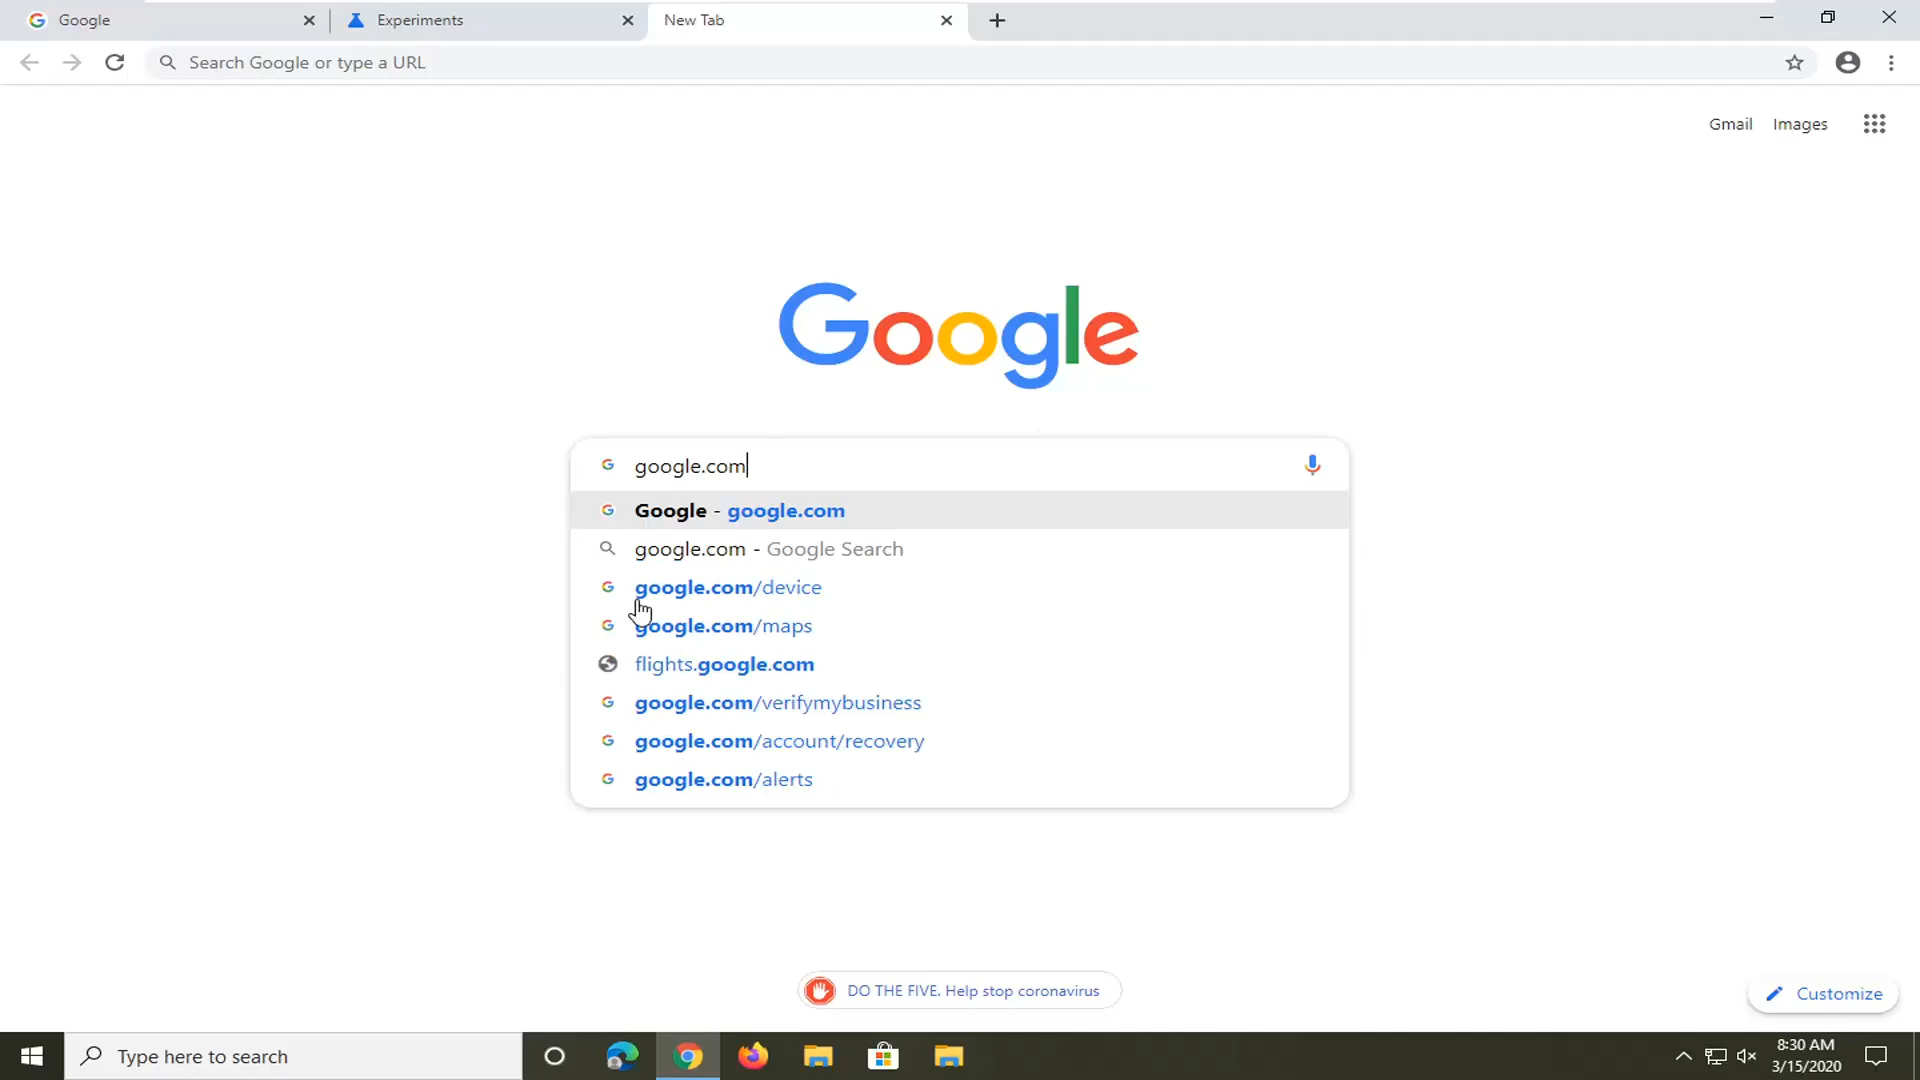 Google
Experiments
New Tab
Search Google or type a URL
Gmail Images
Google
google.com
Google - google.com
google.com - Google Search
google.com/device
google.com/maps
flights.google.com
google.com/verifymybusiness
google.com/account/recovery
google.com/alerts
DO THE FIVE. Help stop coronavirus
Customize
Type here to search
8:30 AM
3/15/2020